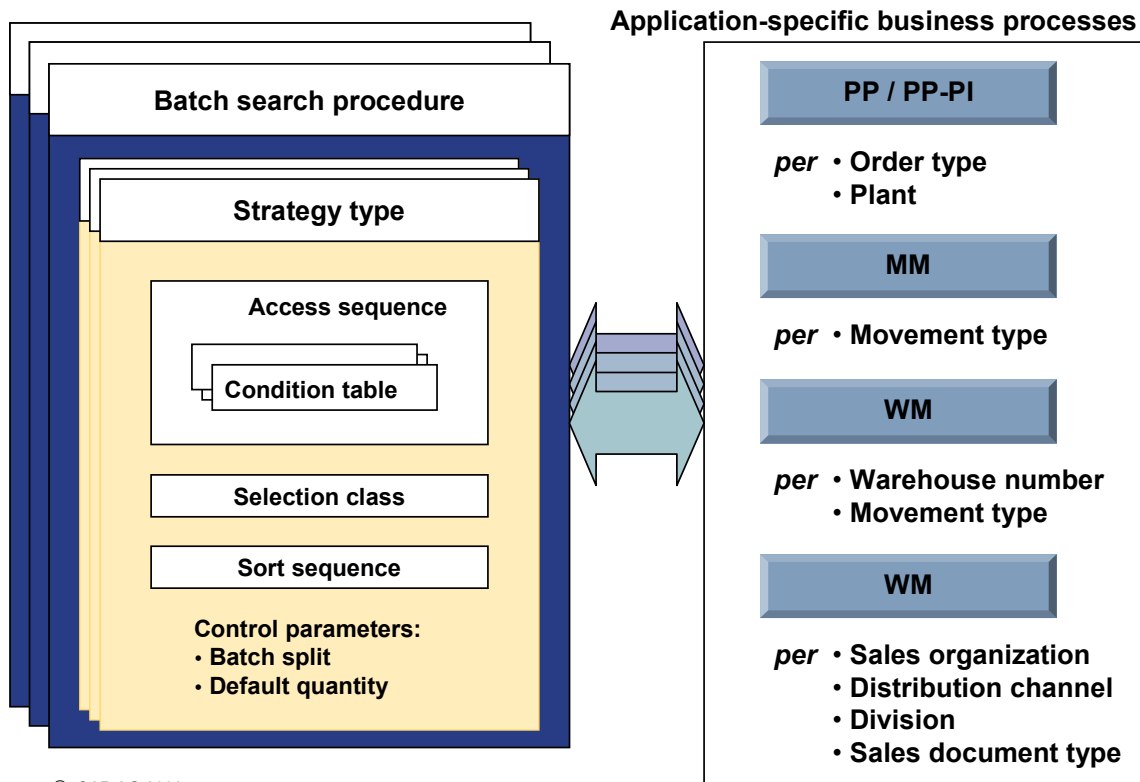 Application-specific business processes
Batch search procedure
Strategy type
Access sequence
Condition table
Selection class
Sort sequence
Control parameters:
• Batch split
• Default quantity
PP / PP-PI
per • Order type
• Plant
MM
per • Movement type
WM
per • Warehouse number
• Movement type
WM
per • Sales organization
• Distribution channel
• Division
• Sales document type